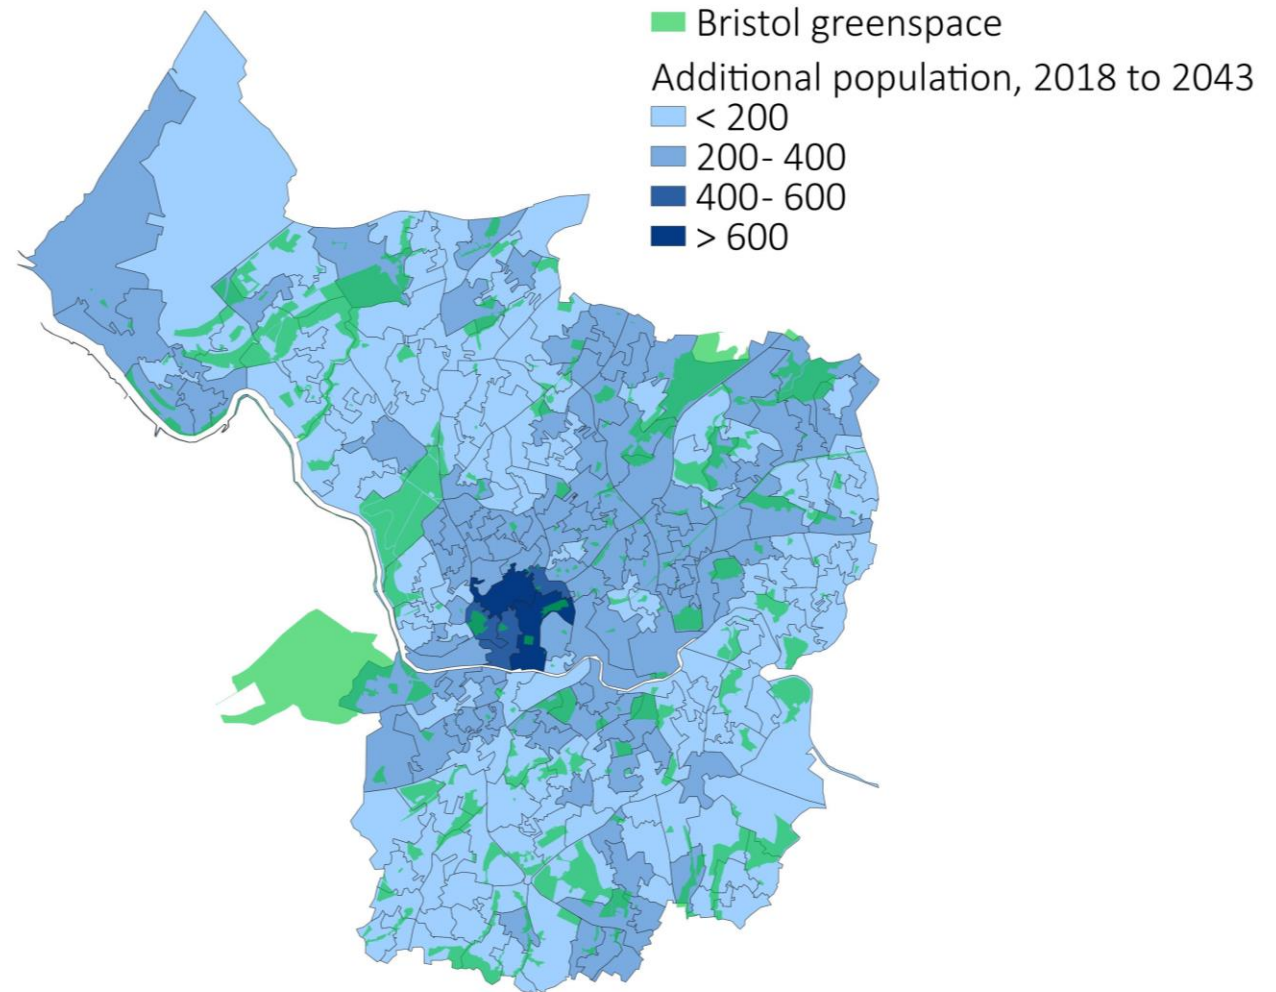 Bristol greenspace
Additional population, 2018 to 2043
< 200
200- 400
400- 600
> 600